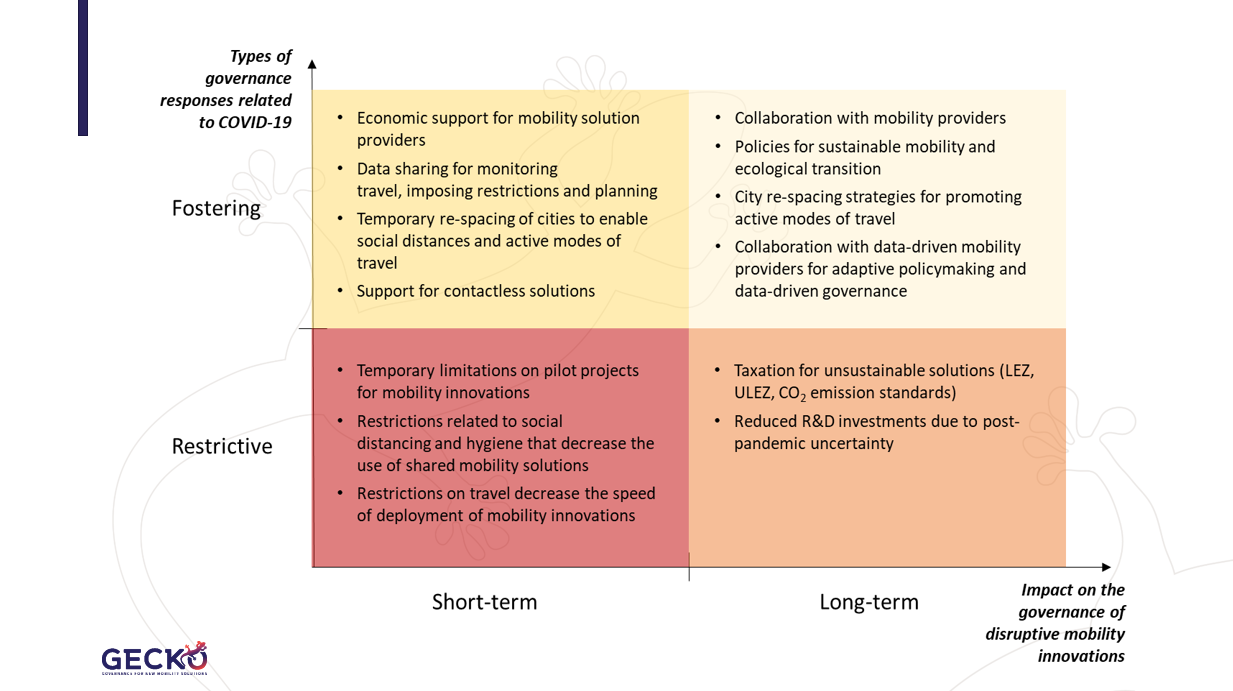 Types of
governance
responses related
to COVID-19
• Economic support for mobility solution
providers
• Data sharing for monitoring
travel, imposing restrictions and planning
• Temporary re-spacing of cities to enable
social distances and active modes of
travel
• Support for contactless solutions
• Collaboration with mobility providers
• Policies for sustainable mobility and
ecological transition
• City re-spacing strategies for promoting
active modes of travel
• Collaboration with data-driven mobility
providers for adaptive policymaking and
data-driven governance
Fostering
• Temporary limitations on pilot projects
for mobility innovations
• Restrictions related to social
distancing and hygiene that decrease the
use of shared mobility solutions
• Restrictions on travel decrease the speed
of deployment of mobility innovations
• Taxation for unsustainable solutions (LEZ,
ULEZ, CO₂ emission standards)
• Reduced R&D investments due to post-
pandemic uncertainty
Restrictive
Short-term
Long-term
Impact on the
governance of
disruptive mobility
innovations
GECKO
GOVERNANCE FOR NEW MOBILITY SOLUTIONS